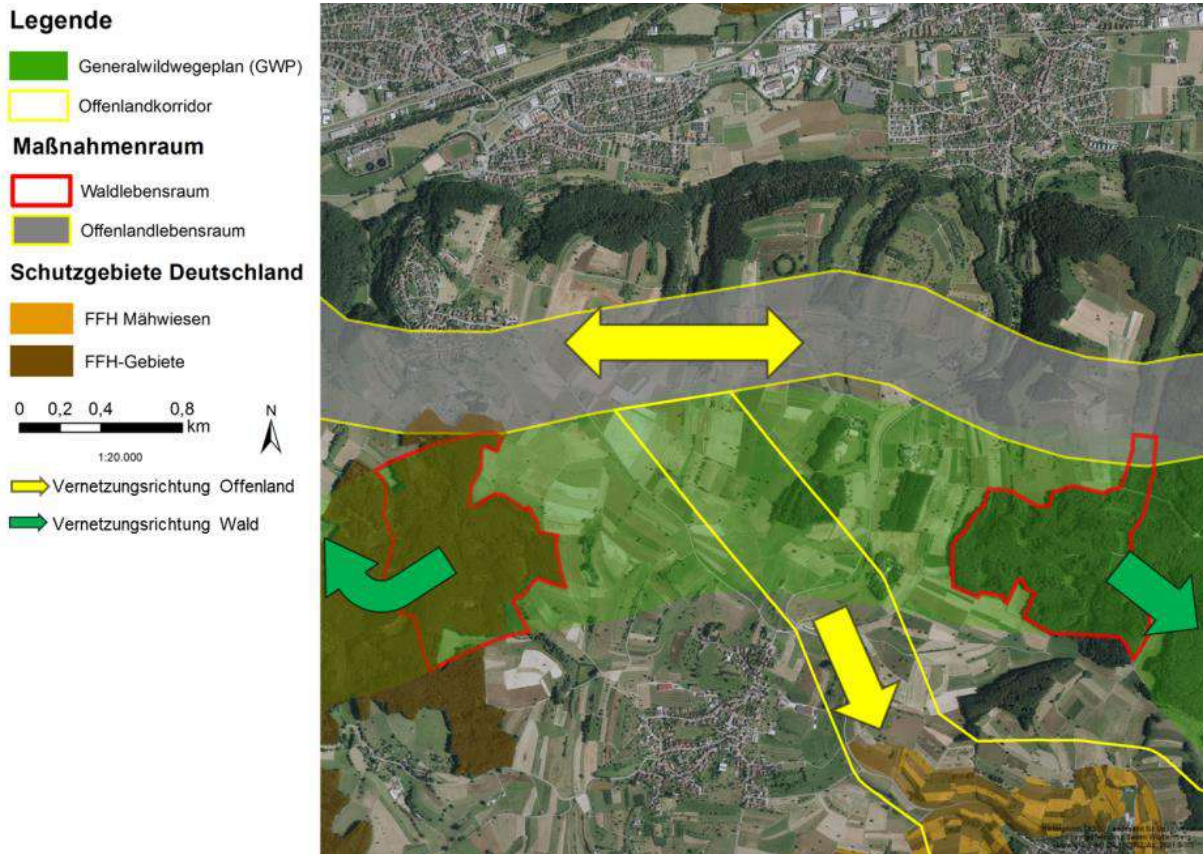 Legende
Generalwildwegeplan (GWP)
Offenlandkorridor
Maßnahmenraum
Waldlebensraum
Offenlandlebensraum
Schutzgebiete Deutschland
FFH Mähwiesen
FFH-Gebiete
0 0,2 0,4 0,8
km
N
1:20.000
Vernetzungsrichtung Offenland
Vernetzungsrichtung Wald